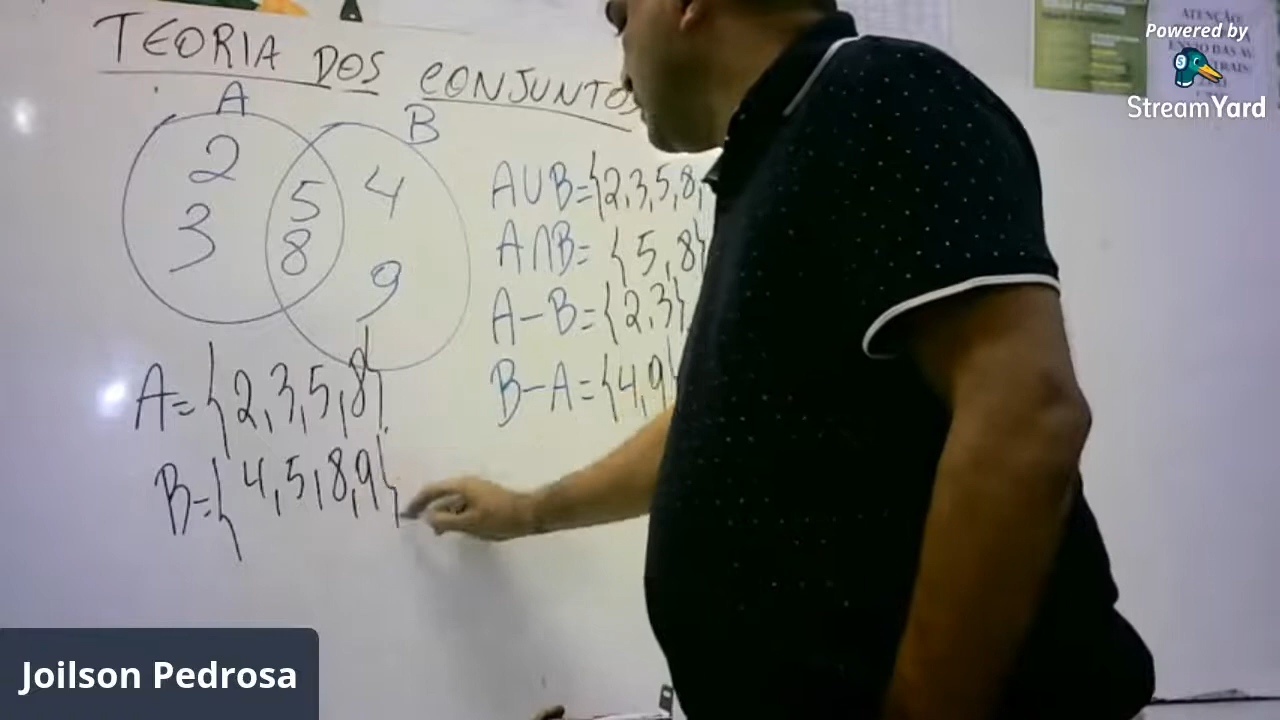 Powered by
StreamYard
ATENÇÃO
TEORIA DOS CONJUNTOS
A
B
2
3
5
8
4
9
A∪B={2,3,5,8,
A∩B= {5,8}
A-B={2,3}.
B-A={4,9}
A={2,3,5,8}.
B={4,5,8,9}
Joilson Pedrosa